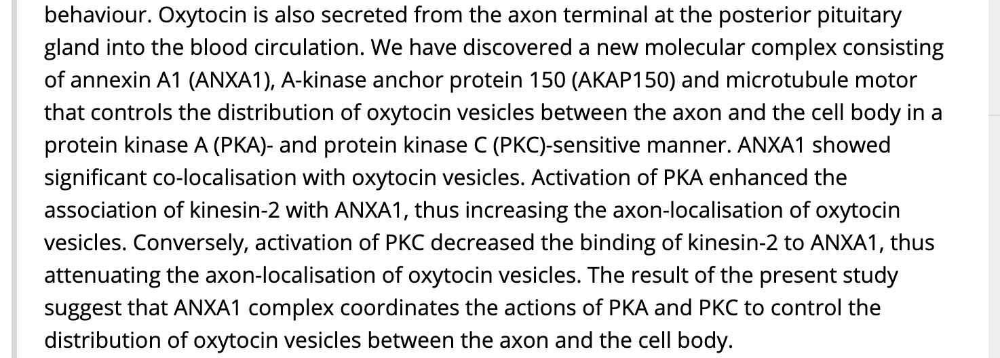 behaviour. Oxytocin is also secreted from the axon terminal at the posterior pituitary
gland into the blood circulation. We have discovered a new molecular complex consisting
of annexin A1 (ANXA1), A-kinase anchor protein 150 (AKAP150) and microtubule motor
that controls the distribution of oxytocin vesicles between the axon and the cell body in a
protein kinase A (PKA)- and protein kinase C (PKC)-sensitive manner. ANXA1 showed
significant co-localisation with oxytocin vesicles. Activation of PKA enhanced the
association of kinesin-2 with ANXA1, thus increasing the axon-localisation of oxytocin
vesicles. Conversely, activation of PKC decreased the binding of kinesin-2 to ANXA1, thus
attenuating the axon-localisation of oxytocin vesicles. The result of the present study
suggest that ANXA1 complex coordinates the actions of PKA and PKC to control the
distribution of oxytocin vesicles between the axon and the cell body.